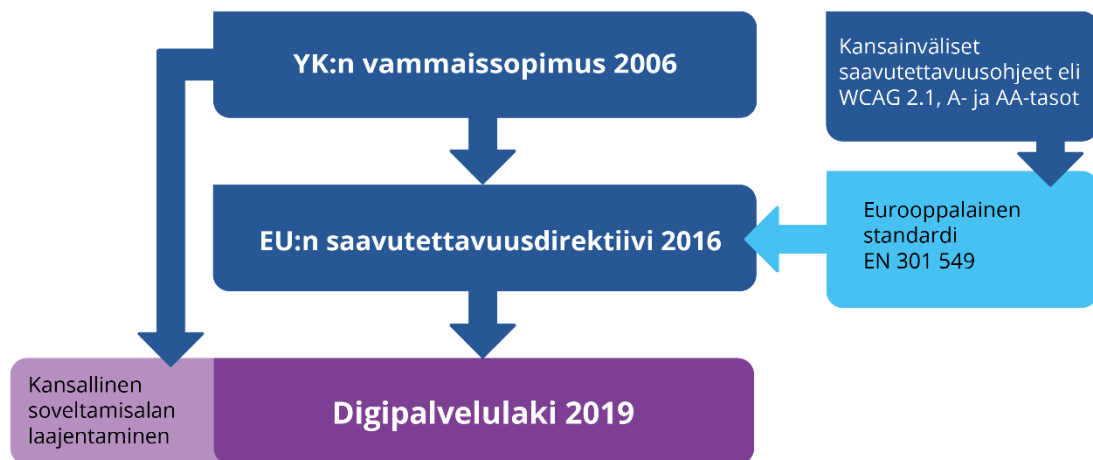 YK:n vammaissopimus 2006
Kansainväliset
saavutettavuusohjeet eli
WCAG 2.1, A- ja AA-tasot
EU:n saavutettavuusdirektiivi 2016
Eurooppalainen
standardi
EN 301 549
Kansallinen
soveltamisalan
laajentaminen
Digipalvelulaki 2019